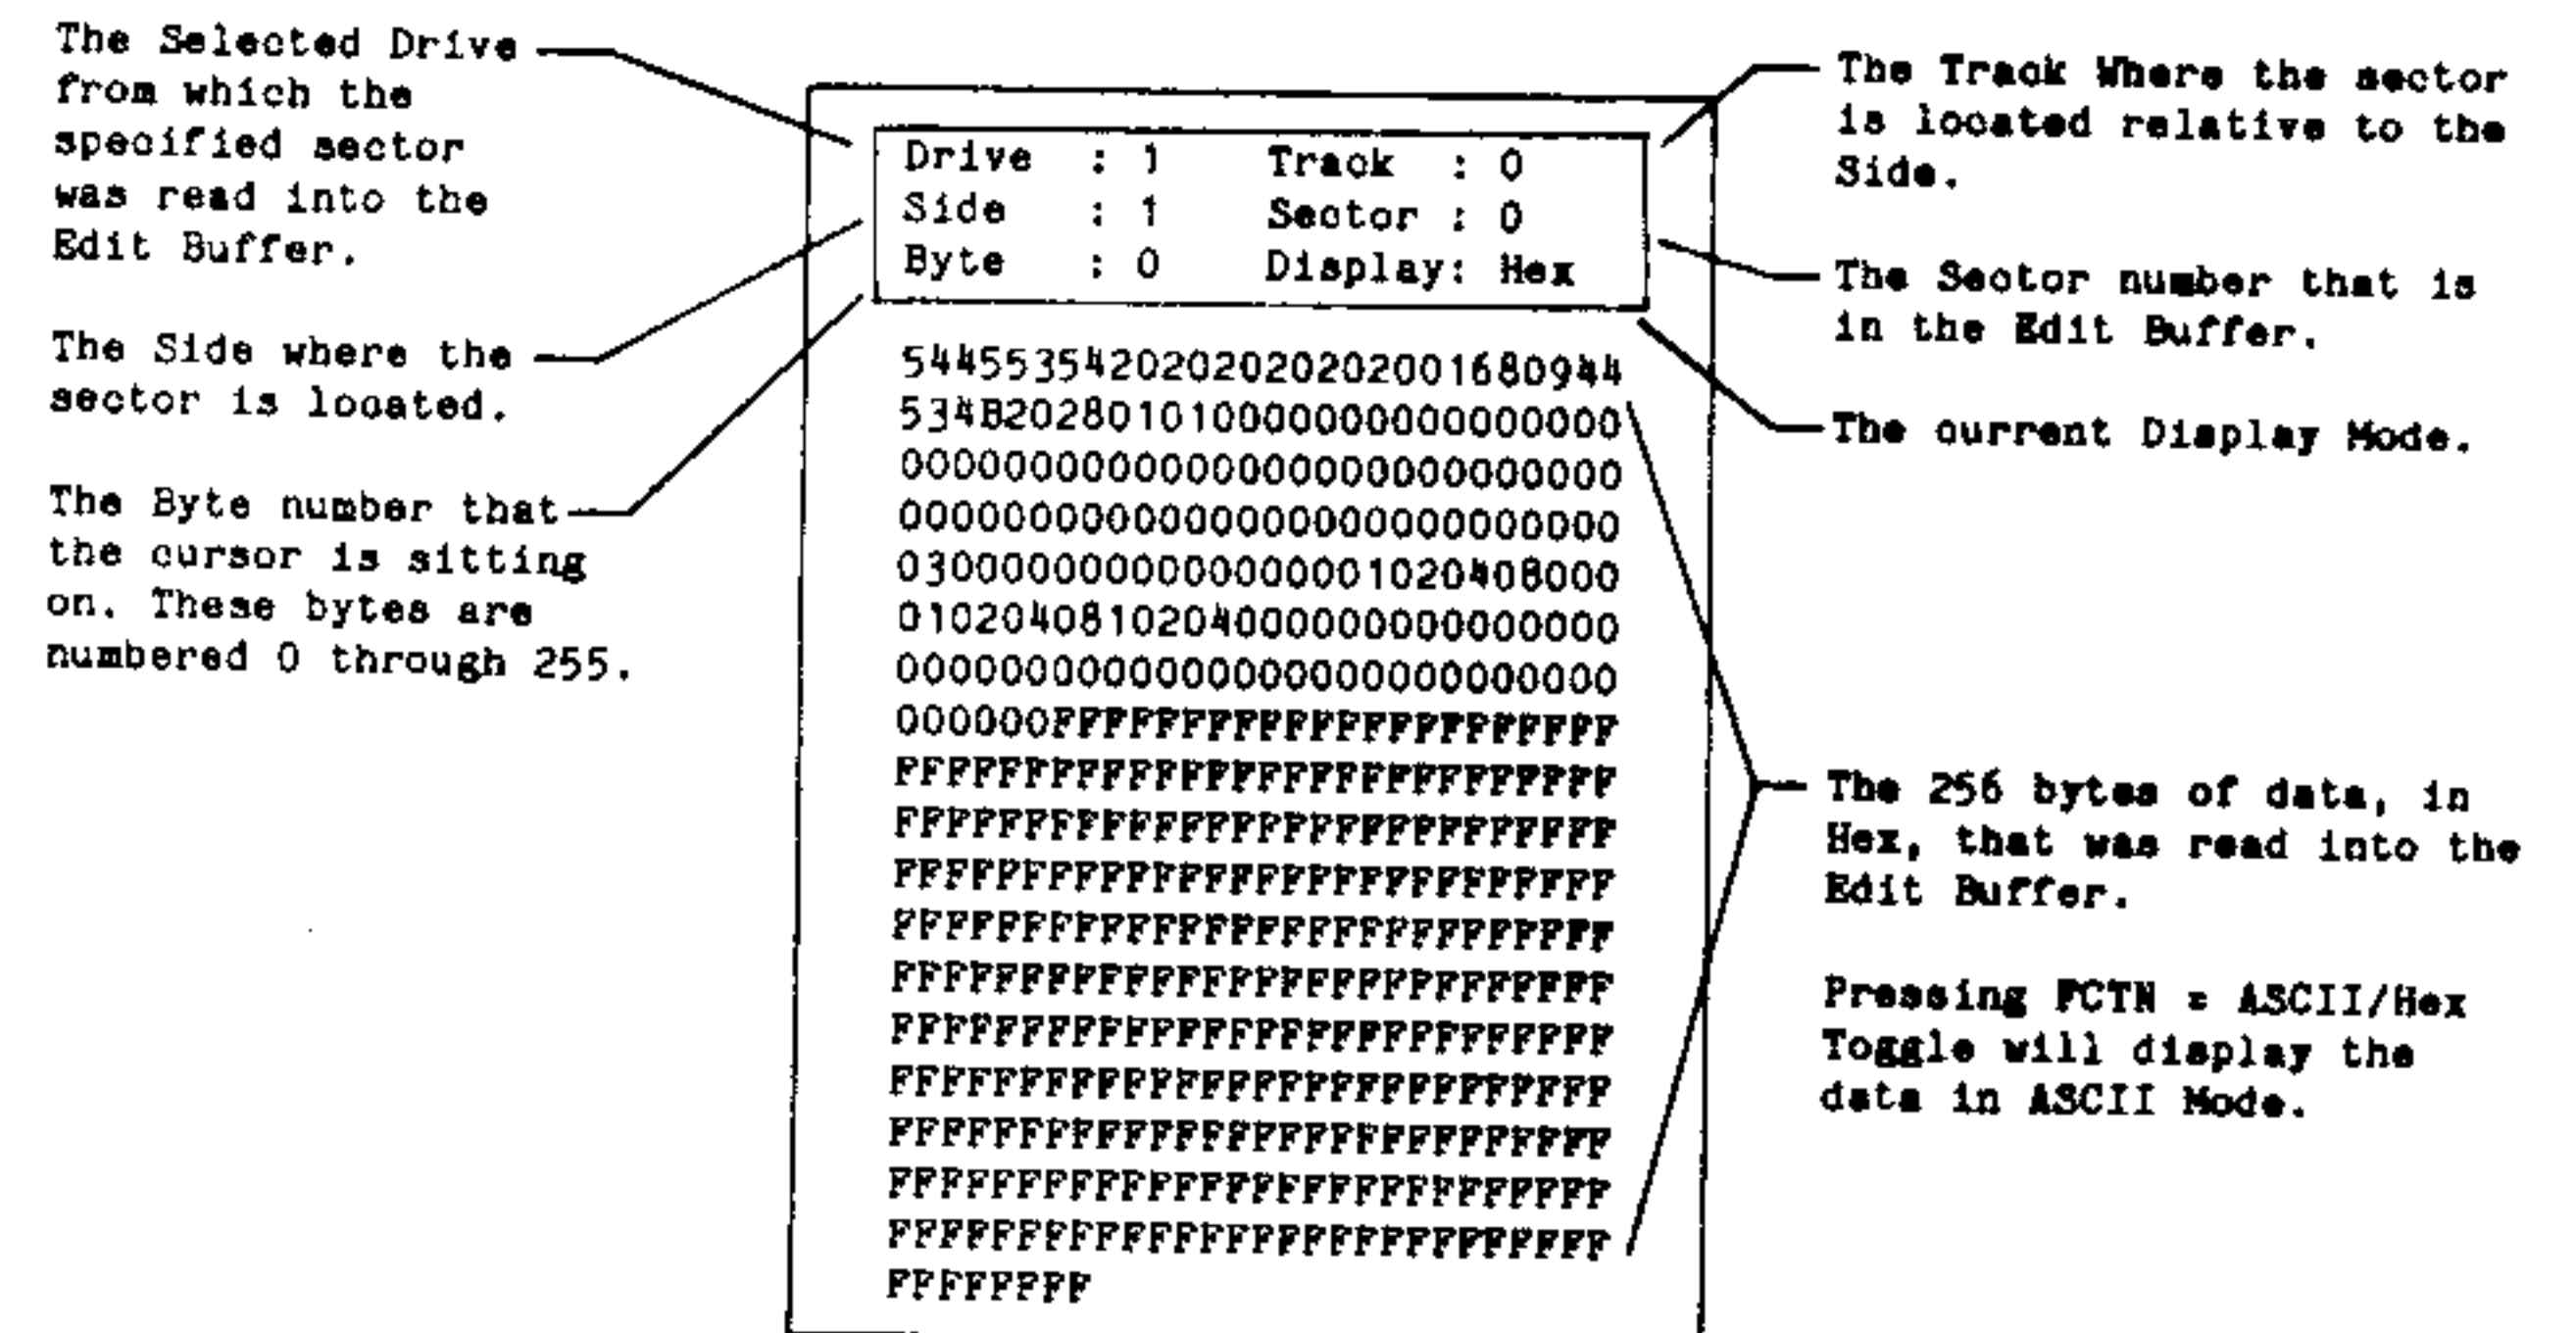 The Selected Drive
from which the
specified sector
was read into the
Edit Buffer.
The Side where the
sector is located.
The Byte number that
the cursor is sitting
on. These bytes are
numbered 0 through 255.
Drive : 1 Track : 0
Side : 1 Sector : 0
Byte : 0 Display: Hex
5445535420202020202001680944
534B202801010000000000000000
0000000000000000000000000000
0000000000000000000000000000
0300000000000000001020408000
0102040810204000000000000000
0000000000000000000000000000
000000FFFFFFFFFFFFFFFFFFFFFF
FFFFFFFFFFFFFFFFFFFFFFFFFFFF
FFFFFFFFFFFFFFFFFFFFFFFFFFFF
FFFFFFFFFFFFFFFFFFFFFFFFFFFF
FFFFFFFFFFFFFFFFFFFFFFFFFFFF
FFFFFFFFFFFFFFFFFFFFFFFFFFFF
FFFFFFFFFFFFFFFFFFFFFFFFFFFF
FFFFFFFFFFFFFFFFFFFFFFFFFFFF
FFFFFFFFFFFFFFFFFFFFFFFFFFFF
FFFFFFFFFFFFFFFFFFFFFFFFFFFF
FFFFFFFFFFFFFFFFFFFFFFFFFFFF
FFFFFFFF
The Track Where the sector
is located relative to the
Side.
The Sector number that is
in the Edit Buffer.
The current Display Mode.
The 256 bytes of data, in
Hex, that was read into the
Edit Buffer.
Pressing FCTN = ASCII/Hex
Toggle will display the
data in ASCII Mode.